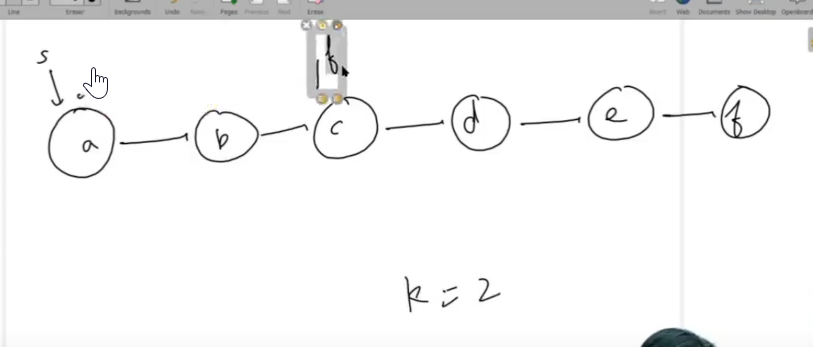 Line Eraser Backgrounds Undo Redo Pages Previous Next Erase Board Web Documents Show Desktop OpenBoard
s
f
a b c d e f
k = 2